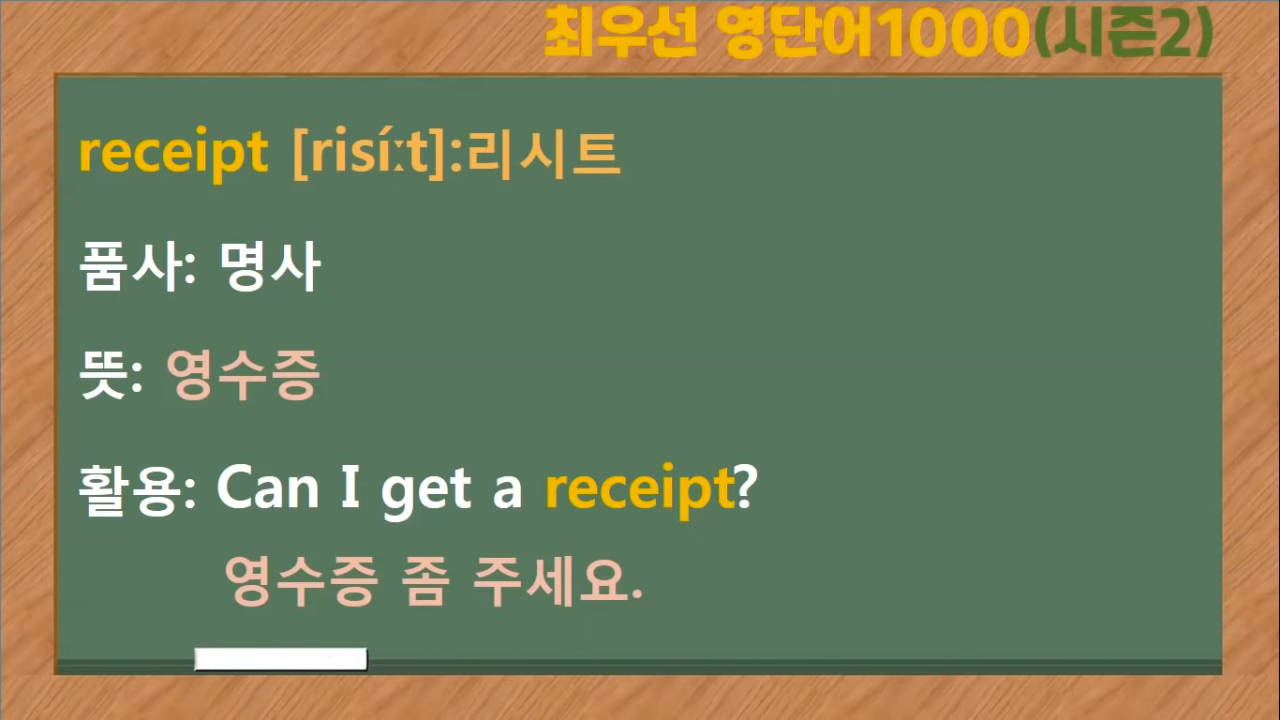 최우선 영단어1000(시즌2)
receipt [risíːt]:리시트
품사: 명사
뜻: 영수증
활용: Can I get a receipt?
영수증 좀 주세요.